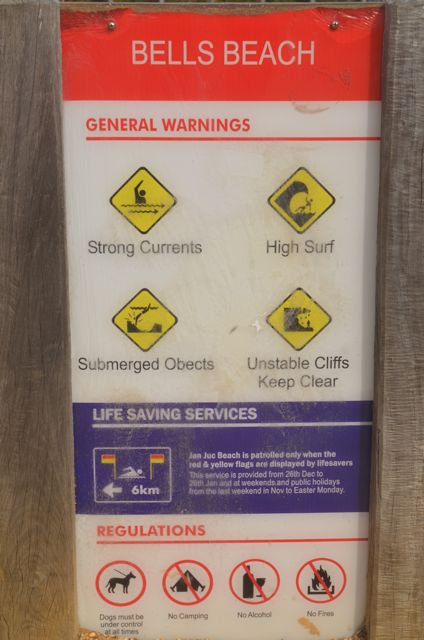 BELLS BEACH
GENERAL WARNINGS
Strong Currents
High Surf
Submerged Obects
Unstable Cliffs
Keep Clear
LIFE SAVING SERVICES
6km
Jan Juc Beach is patrolled only when the
red & yellow flags are displayed by lifesavers
This service is provided from 26th Dec to
26th Jan and at weekends and public holidays
from the last weekend in Nov to Easter Monday.
REGULATIONS
Dogs must be
under control
at all times
No Camping
No Alcohol
No Fires